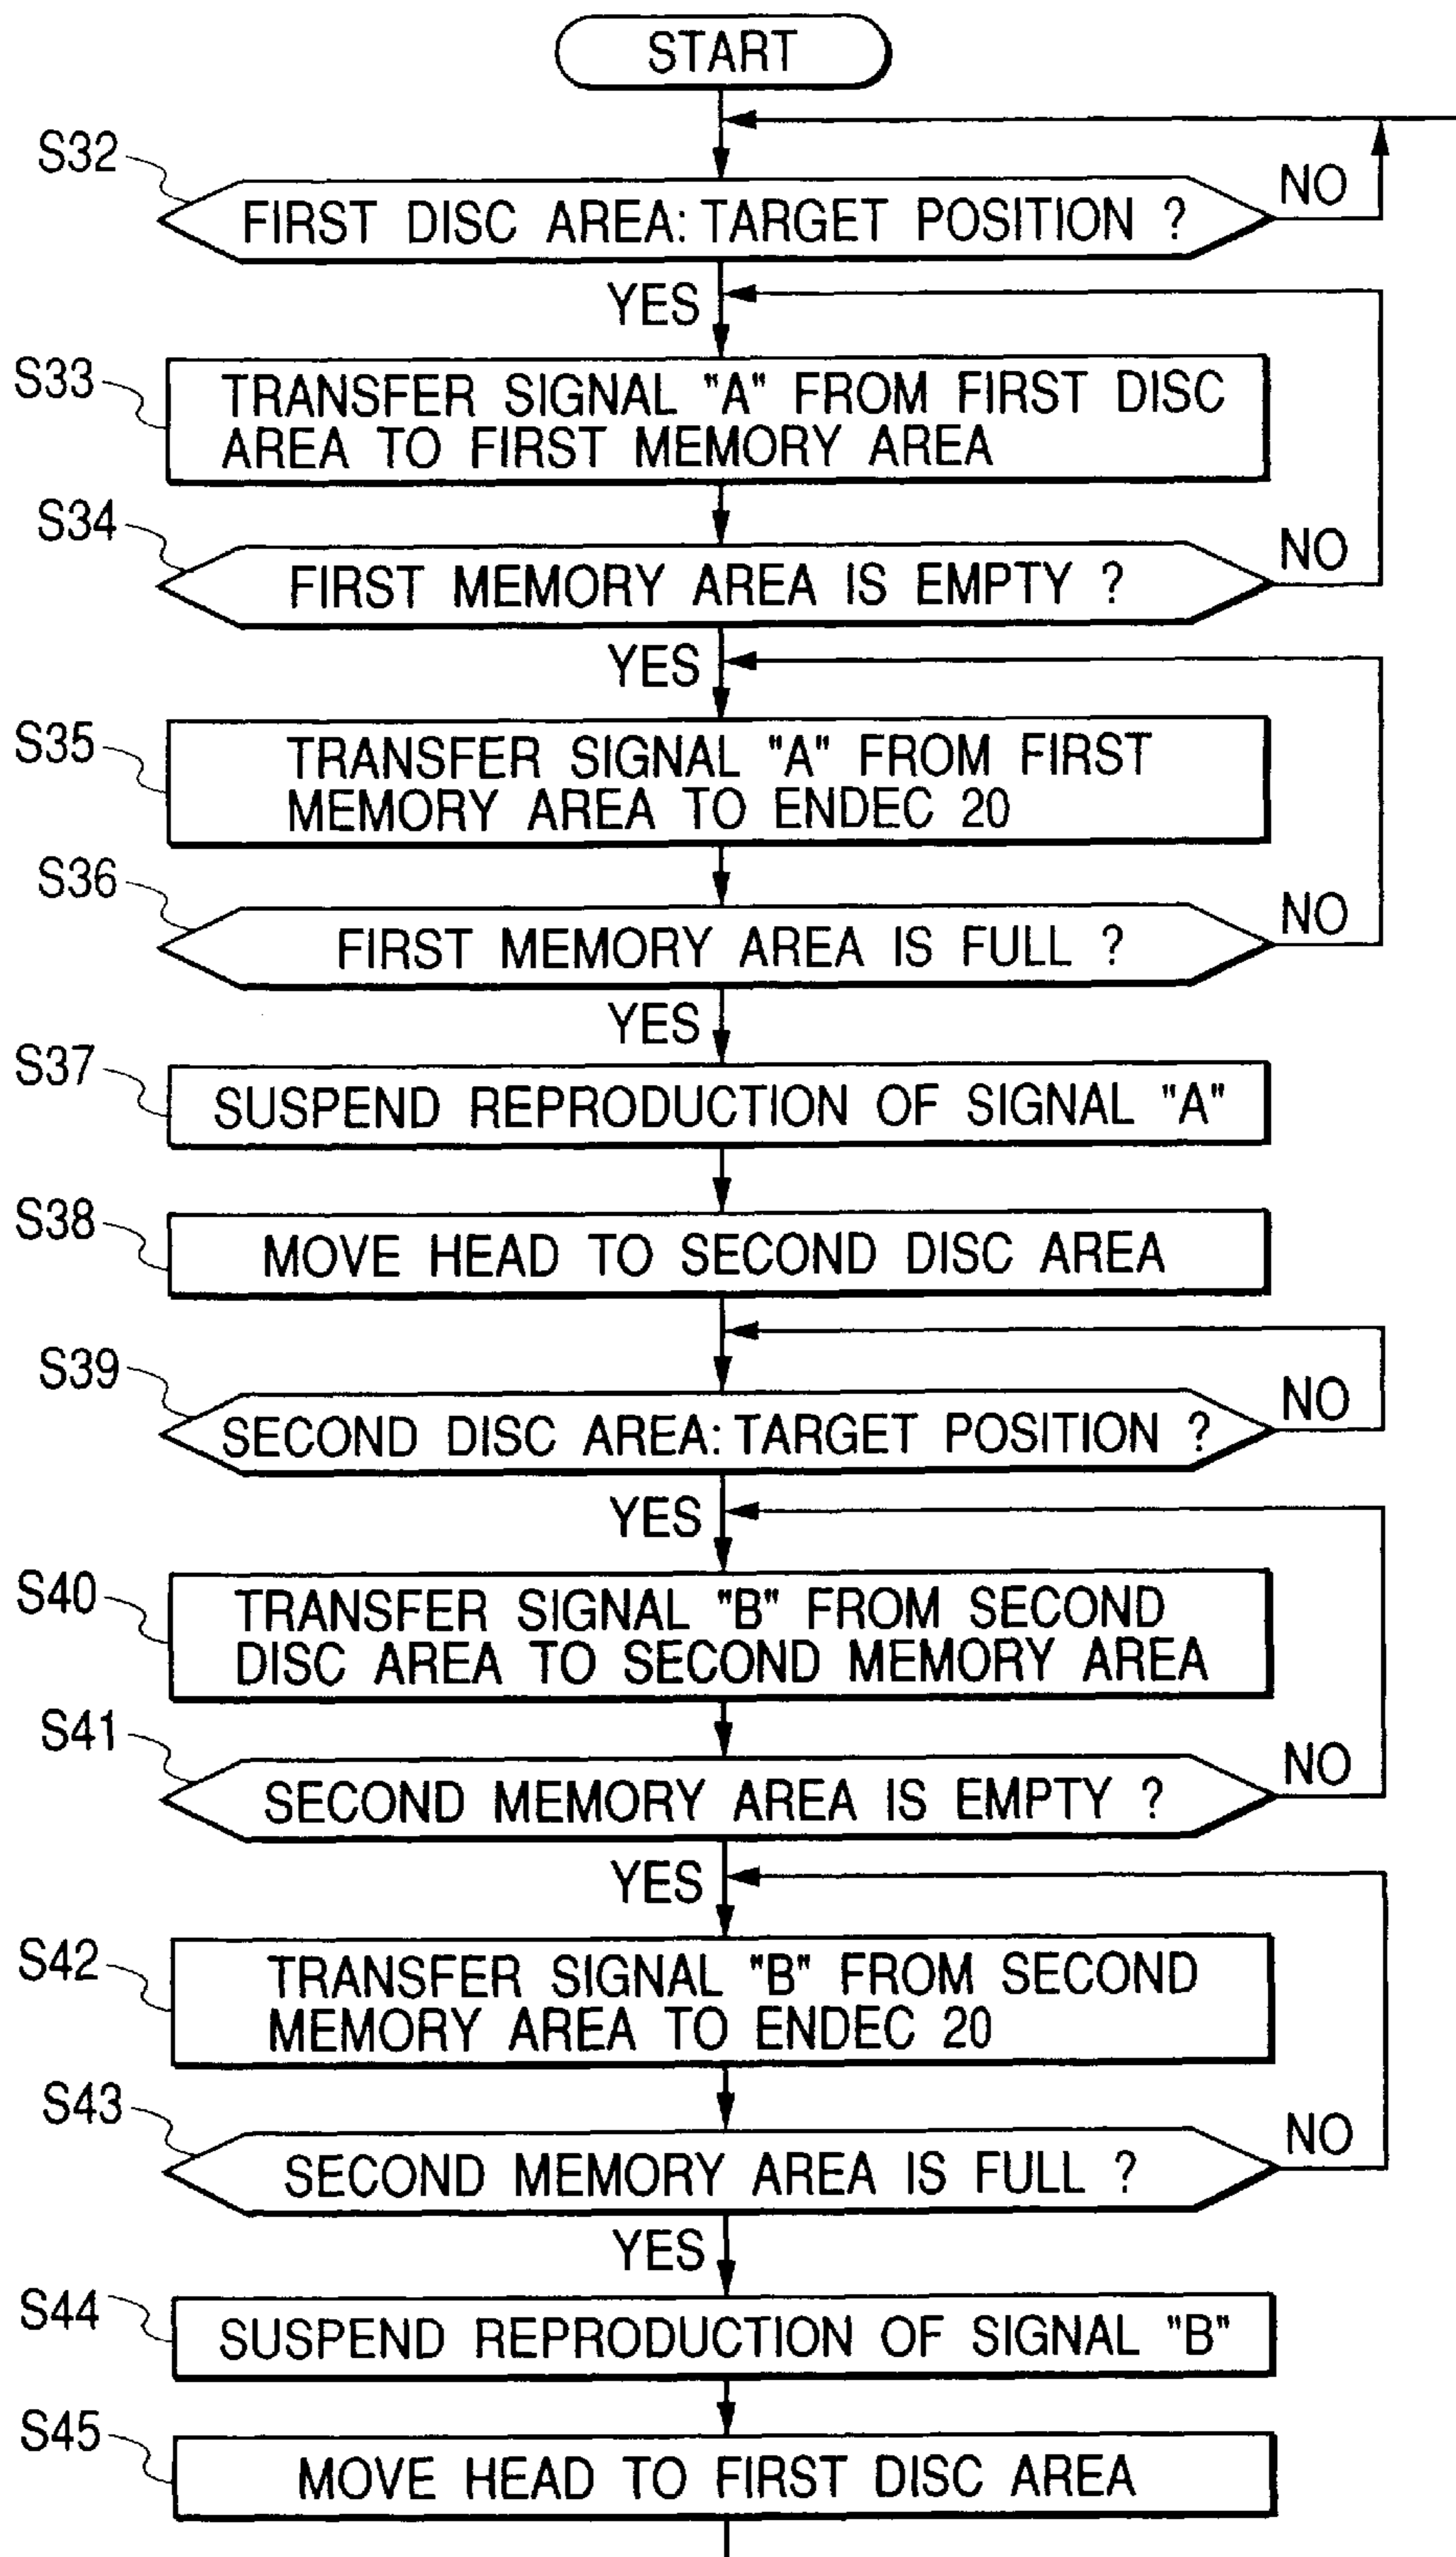 START
S32
FIRST DISC AREA: TARGET POSITION ?
NO
YES
S33
TRANSFER SIGNAL "A" FROM FIRST DISC
AREA TO FIRST MEMORY AREA
S34
FIRST MEMORY AREA IS EMPTY ?
NO
YES
S35
TRANSFER SIGNAL "A" FROM FIRST
MEMORY AREA TO ENDEC 20
S36
FIRST MEMORY AREA IS FULL ?
NO
YES
S37
SUSPEND REPRODUCTION OF SIGNAL "A"
S38
MOVE HEAD TO SECOND DISC AREA
S39
SECOND DISC AREA: TARGET POSITION ?
NO
YES
S40
TRANSFER SIGNAL "B" FROM SECOND
DISC AREA TO SECOND MEMORY AREA
S41
SECOND MEMORY AREA IS EMPTY ?
NO
YES
S42
TRANSFER SIGNAL "B" FROM SECOND
MEMORY AREA TO ENDEC 20
S43
SECOND MEMORY AREA IS FULL ?
NO
YES
S44
SUSPEND REPRODUCTION OF SIGNAL "B"
S45
MOVE HEAD TO FIRST DISC AREA